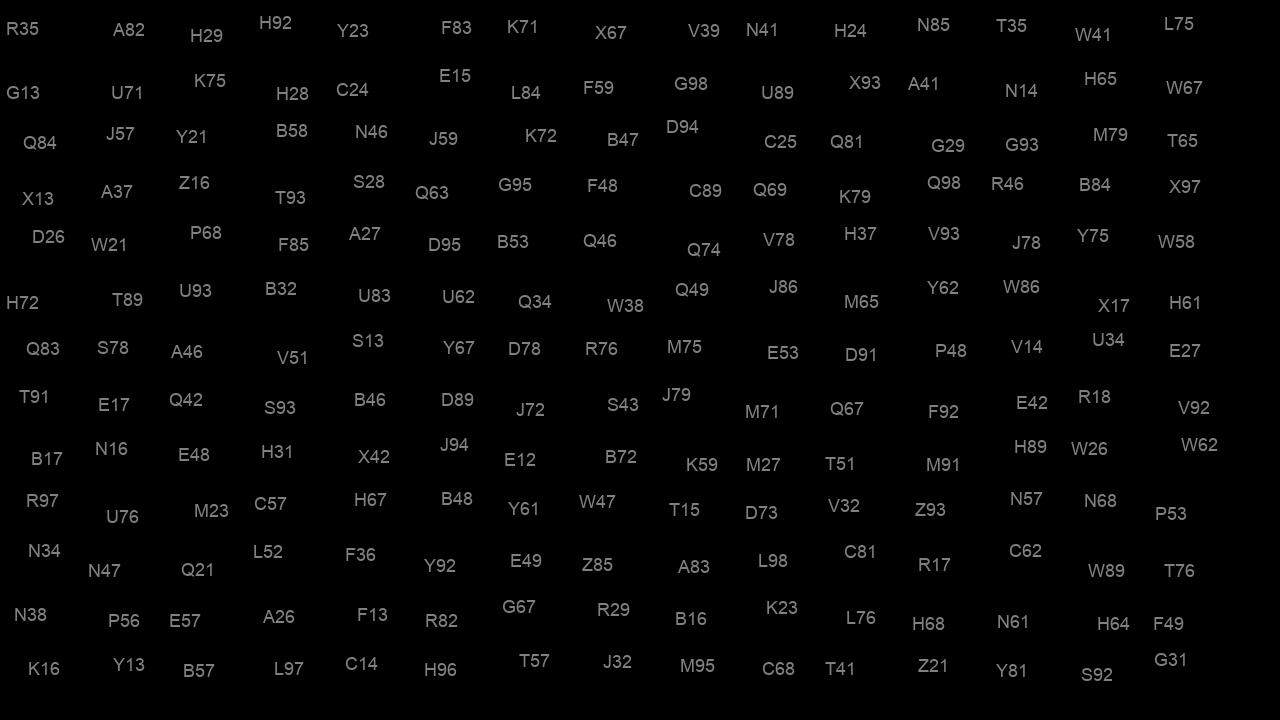 R35 A82 H29 H92 Y23 F83 K71 X67 V39 N41 H24 N85 T35 W41 L75
G13 U71 K75 H28 C24 E15 L84 F59 G98 U89 X93 A41 N14 H65 W67
Q84 J57 Y21 B58 N46 J59 K72 B47 D94 C25 Q81 G29 G93 M79 T65
X13 A37 Z16 T93 S28 Q63 G95 F48 C89 Q69 K79 Q98 R46 B84 X97
D26 W21 P68 F85 A27 D95 B53 Q46 Q74 V78 H37 V93 J78 Y75 W58
H72 T89 U93 B32 U83 U62 Q34 W38 Q49 J86 M65 Y62 W86 X17 H61
Q83 S78 A46 V51 S13 Y67 D78 R76 M75 E53 D91 P48 V14 U34 E27
T91 E17 Q42 S93 B46 D89 J72 S43 J79 M71 Q67 F92 E42 R18 V92
B17 N16 E48 H31 X42 J94 E12 B72 K59 M27 T51 M91 H89 W26 W62
R97 U76 M23 C57 H67 B48 Y61 W47 T15 D73 V32 Z93 N57 N68 P53
N34 N47 Q21 L52 F36 Y92 E49 Z85 A83 L98 C81 R17 C62 W89 T76
N38 P56 E57 A26 F13 R82 G67 R29 B16 K23 L76 H68 N61 H64 F49
K16 Y13 B57 L97 C14 H96 T57 J32 M95 C68 T41 Z21 Y81 S92 G31